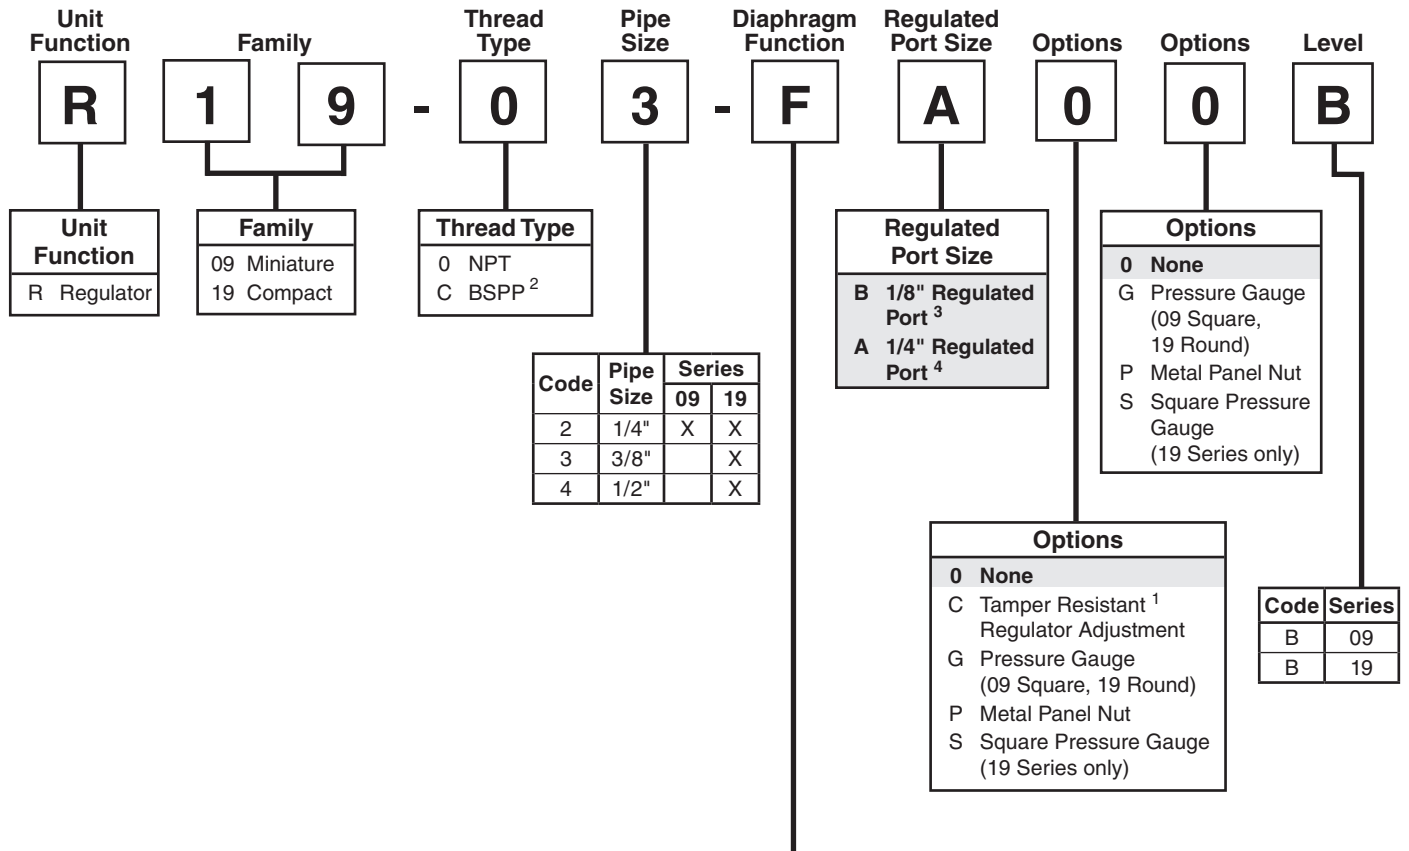 Unit Function
Family
Thread Type
Pipe Size
Diaphragm Function
Regulated Port Size
Options
Options
Level
R 1 9 - 0 3 - F A 0 0 B
Unit
Function
R Regulator
Family
09 Miniature
19 Compact
Thread Type
0 NPT
C BSPP 2
Code Pipe Size Series
09 19
2 1/4" X X
3 3/8" X
4 1/2" X
Regulated
Port Size
B 1/8" Regulated
Port 3
A 1/4" Regulated
Port 4
Options
0 None
G Pressure Gauge
(09 Square,
19 Round)
P Metal Panel Nut
S Square Pressure
Gauge
(19 Series only)
Options
0 None
C Tamper Resistant 1
Regulator Adjustment
G Pressure Gauge
(09 Square, 19 Round)
P Metal Panel Nut
S Square Pressure Gauge
(19 Series only)
Code Series
B 09
B 19